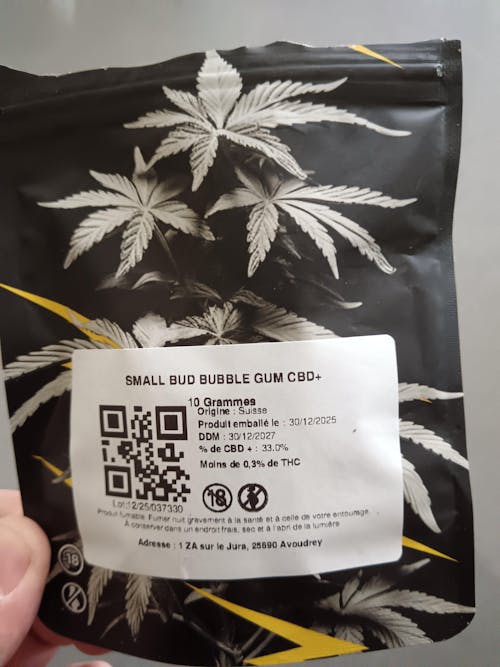 SMALL BUD BUBBLE GUM CBD+
10 Grammes
Origine : Suisse
Produit emballé le : 30/12/2025
DDM : 30/12/2027
% de CBD + : 33.0%
Moins de 0,3% de THC
Lot:12/25/037330
18
Produit fumable. Fumer nuit gravement à la santé et à celle de votre entourage.
A conserver dans un endroit frais, sec et à l'abri de la lumière
Adresse : 1 ZA sur le Jura, 25690 Avoudrey
-18